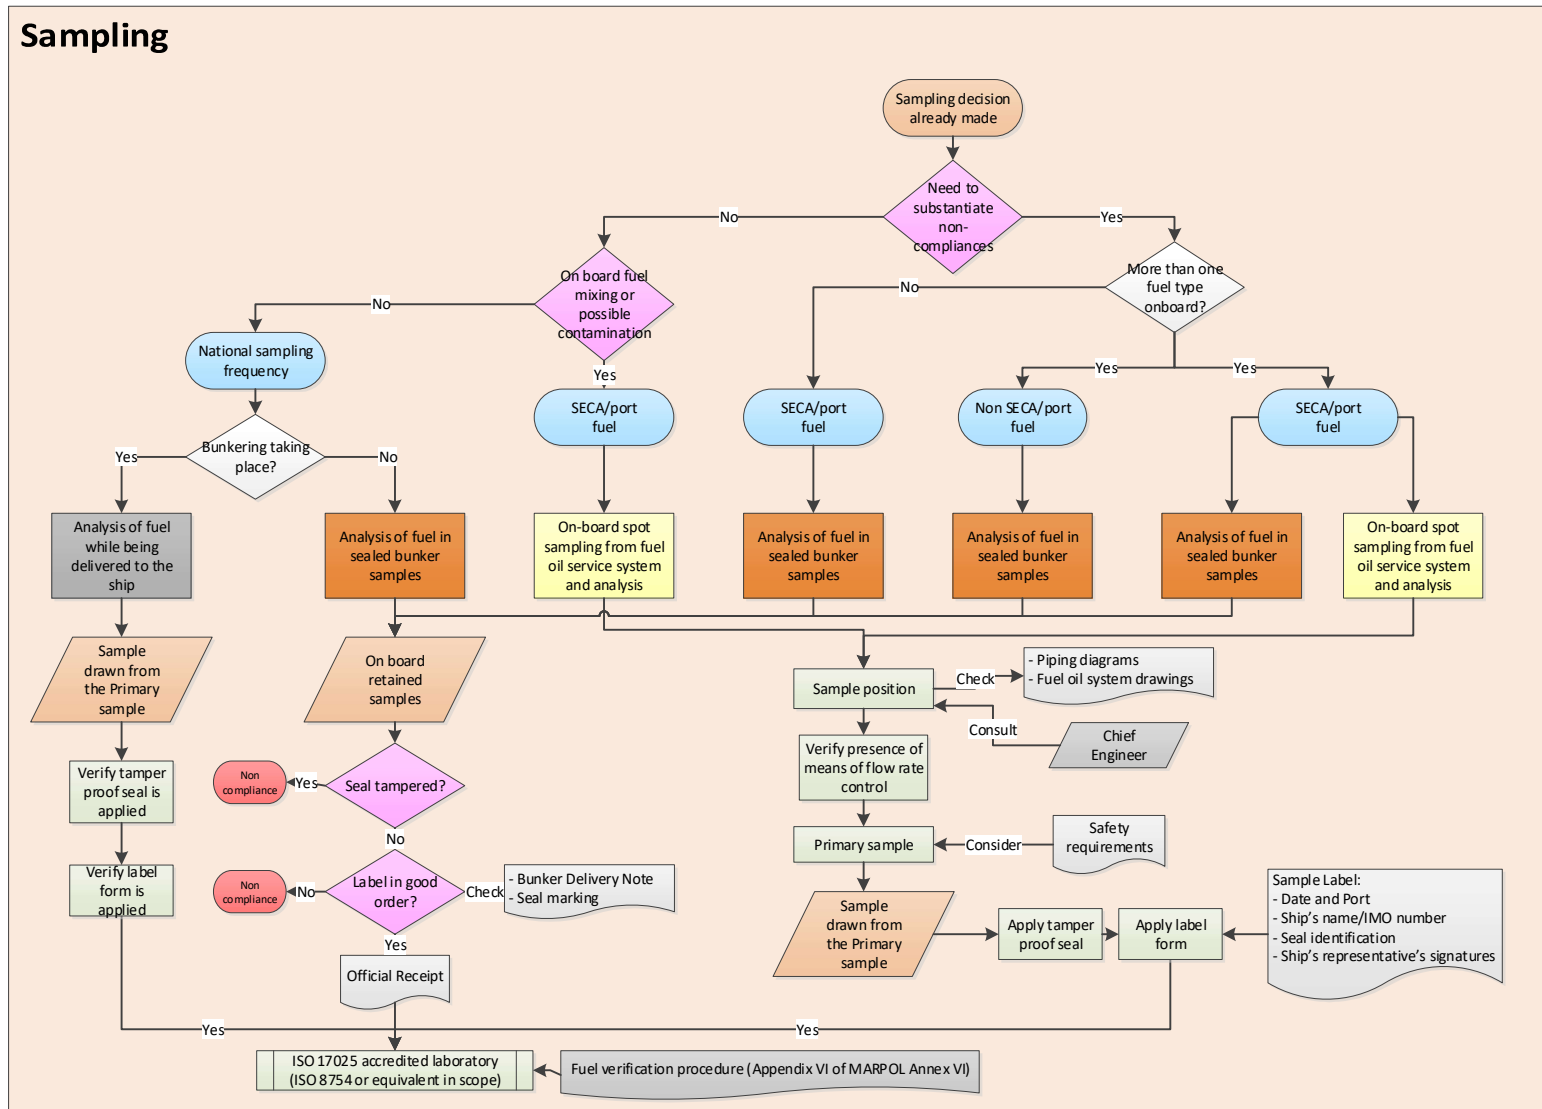 Sampling
Sampling decision
already made
Need to
substantiate
non-
compliances
No
Yes
On board fuel
mixing or
possible
contamination
More than one
fuel type
onboard?
No
No
National sampling
frequency
Yes
Yes
Yes
SECA/port
fuel
SECA/port
fuel
Non SECA/port
fuel
SECA/port
fuel
Bunkering taking
place?
Yes
No
Analysis of fuel
while being
delivered to the
ship
Analysis of fuel in
sealed bunker
samples
On-board spot
sampling from fuel
oil service system
and analysis
Analysis of fuel in
sealed bunker
samples
Analysis of fuel in
sealed bunker
samples
Analysis of fuel in
sealed bunker
samples
On-board spot
sampling from fuel
oil service system
and analysis
Sample
drawn from
the Primary
sample
On board
retained
samples
Sample position
Check
- Piping diagrams
- Fuel oil system drawings
Consult
Chief
Engineer
Verify presence of
means of flow rate
control
Verify tamper
proof seal is
applied
Non
compliance
Yes
Seal tampered?
No
Primary sample
Consider
Safety
requirements
Verify label
form is
applied
Non
compliance
No
Label in good
order?
Check
- Bunker Delivery Note
- Seal marking
Yes
Sample
drawn from
the Primary
sample
Apply tamper
proof seal
Apply label
form
Sample Label:
- Date and Port
- Ship's name/IMO number
- Seal identification
- Ship's representative's signatures
Official Receipt
Yes
Yes
ISO 17025 accredited laboratory
(ISO 8754 or equivalent in scope)
Fuel verification procedure (Appendix VI of MARPOL Annex VI)